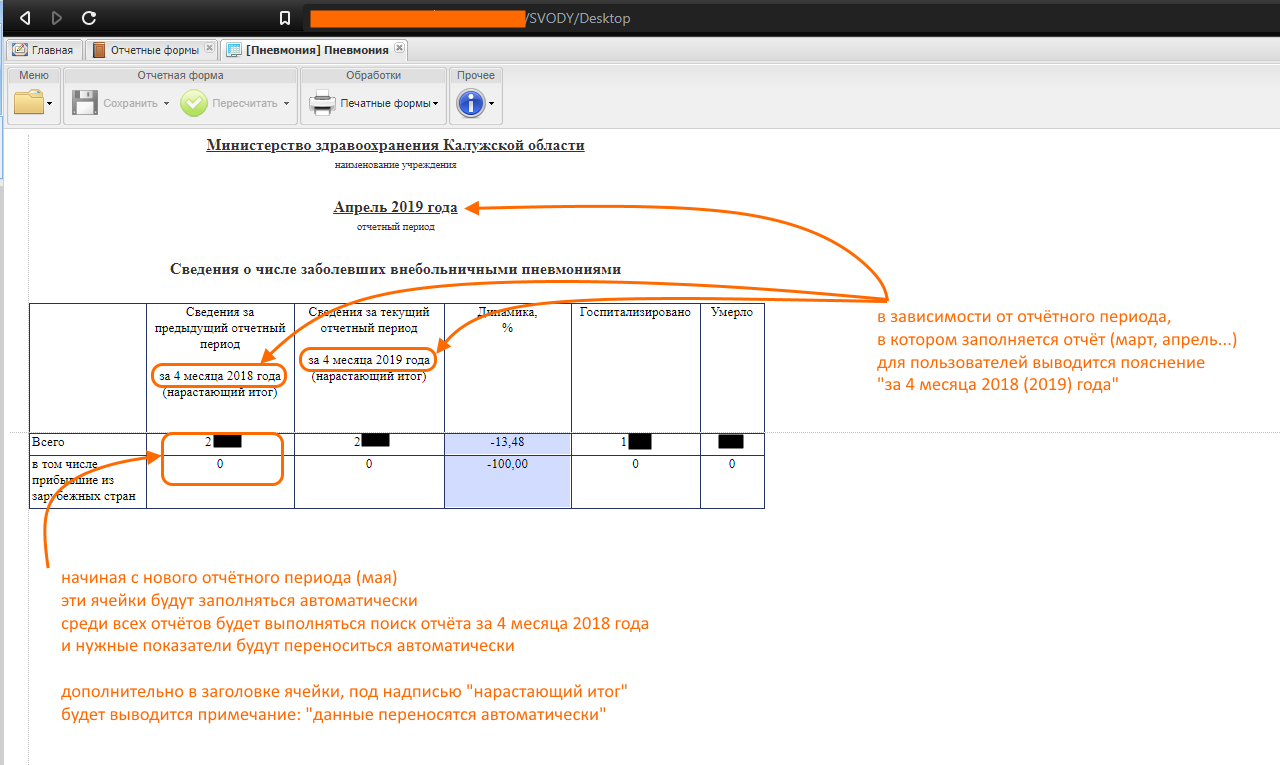 /SVODY/Desktop
Главная
Отчетные формы
[Пневмония] Пневмония
Меню
Отчетная форма
Обработки
Прочее
Сохранить
Пересчитать
Печатные формы
Министерство здравоохранения Калужской области
наименование учреждения
Апрель 2019 года
отчетный период
Сведения о числе заболевших внебольничными пневмониями
Сведения за
предыдущий отчетный
период
за 4 месяца 2018 года
(нарастающий итог)
Сведения за текущий
отчетный период
за 4 месяца 2019 года
(нарастающий итог)
Динамика,
%
Госпитализировано
Умерло
Всего
2
2
-13,48
1
в том числе
прибывшие из
зарубежных стран
0
0
-100,00
0
0
в зависимости от отчётного периода,
в котором заполняется отчёт (март, апрель...)
для пользователей выводится пояснение
"за 4 месяца 2018 (2019) года"
начиная с нового отчётного периода (мая)
эти ячейки будут заполняться автоматически
среди всех отчётов будет выполняться поиск отчёта за 4 месяца 2018 года
и нужные показатели будут переноситься автоматически
дополнительно в заголовке ячейки, под надписью "нарастающий итог"
будет выводится примечание: "данные переносятся автоматически"